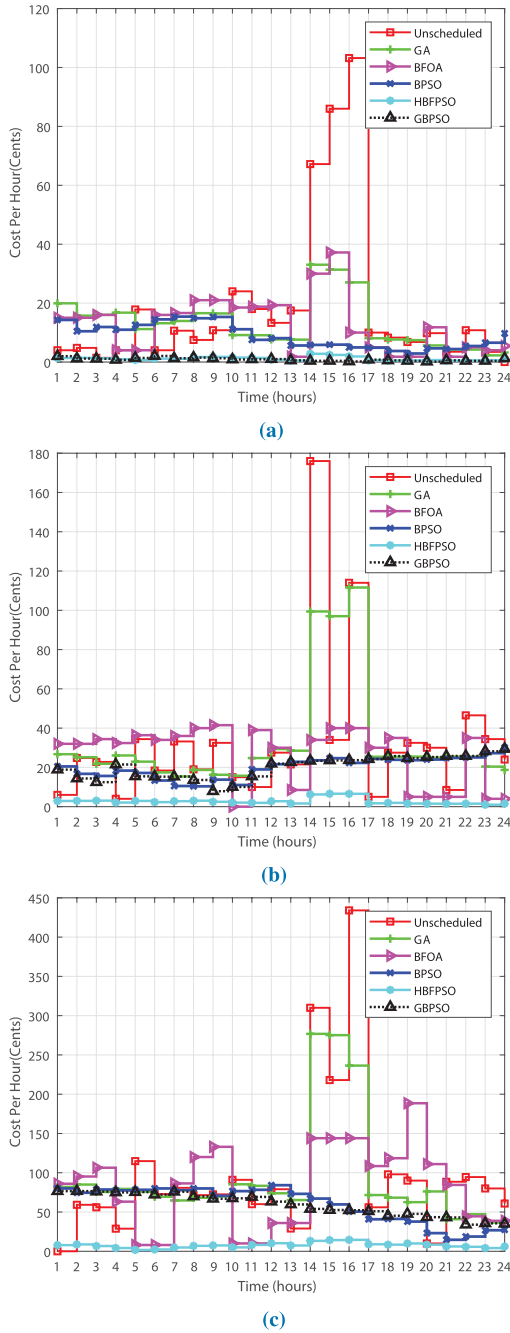 120
100
80
60
40
20
0
Cost Per Hour(Cents)
Unscheduled
GA
BFOA
BPSO
HBFPSO
GBPSO
1 2 3 4 5 6 7 8 9 10 11 12 13 14 15 16 17 18 19 20 21 22 23 24
Time (hours)
(a)
180
160
140
120
100
80
60
40
20
0
Cost Per Hour(Cents)
Unscheduled
GA
BFOA
BPSO
HBFPSO
GBPSO
1 2 3 4 5 6 7 8 9 10 11 12 13 14 15 16 17 18 19 20 21 22 23 24
Time (hours)
(b)
450
400
350
300
250
200
150
100
50
0
Cost Per Hour(Cents)
Unscheduled
GA
BFOA
BPSO
HBFPSO
GBPSO
1 2 3 4 5 6 7 8 9 10 11 12 13 14 15 16 17 18 19 20 21 22 23 24
Time (hours)
(c)